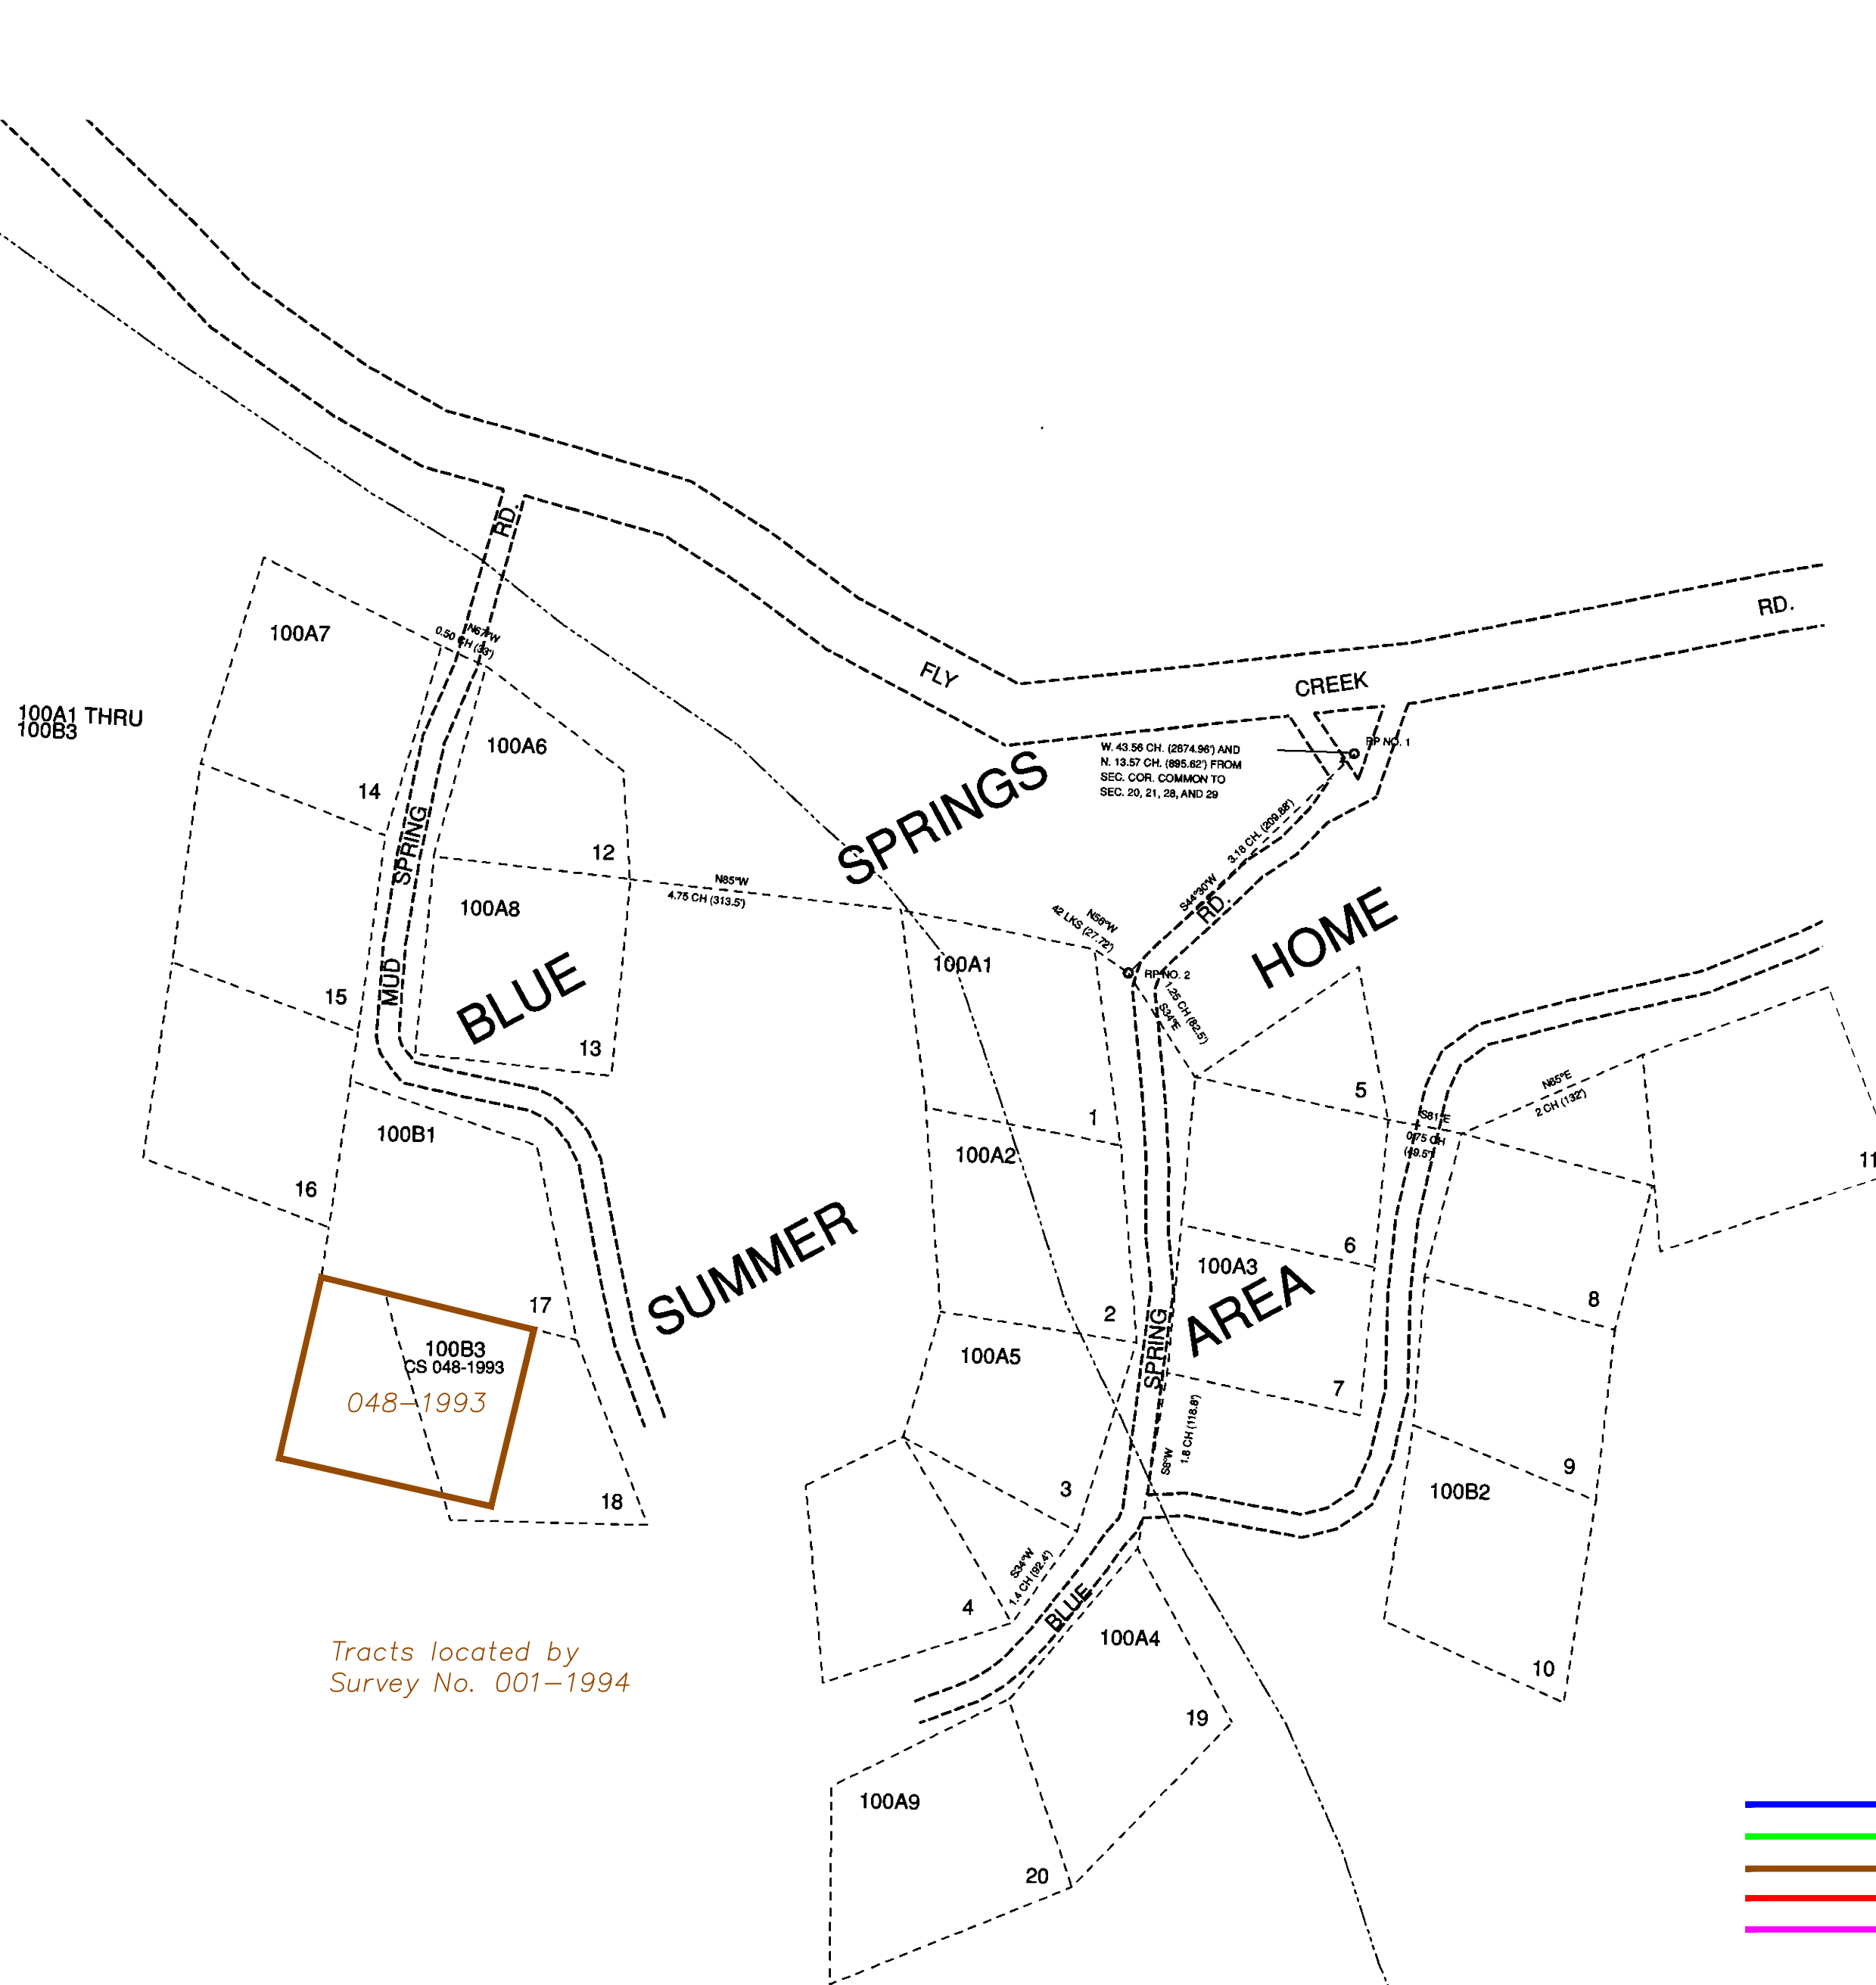 RD.
RD.
100A7
N67°W
0.50 CH (33')
FLY
CREEK
100A1 THRU
100B3
100A6
W. 43.56 CH. (2874.96') AND
N. 13.57 CH. (895.62') FROM
SEC. COR. COMMON TO
SEC. 20, 21, 28, AND 29
RP NO. 1
14
SPRING
MUD
12
SPRINGS
3.18 CH. (209.88')
S44°30'W
RD.
100A8
N85°W
4.75 CH (313.5')
N56°W
42 LKS (27.72')
HOME
100A1
RP NO. 2
1.25 CH (82.5')
S34°E
15
BLUE
13
5
1
N85°E
2 CH (132')
S81°E
0.75 CH
(49.5')
100B1
100A2
11
16
SUMMER
6
100A3
AREA
17
2
8
SPRING
100B3
CS 048-1993
048-1993
100A5
7
1.8 CH (118.8')
S8°W
18
3
9
100B2
S34°W
1.4 CH (92.4')
4
BLUE
100A4
10
Tracts located by
Survey No. 001-1994
19
100A9
20